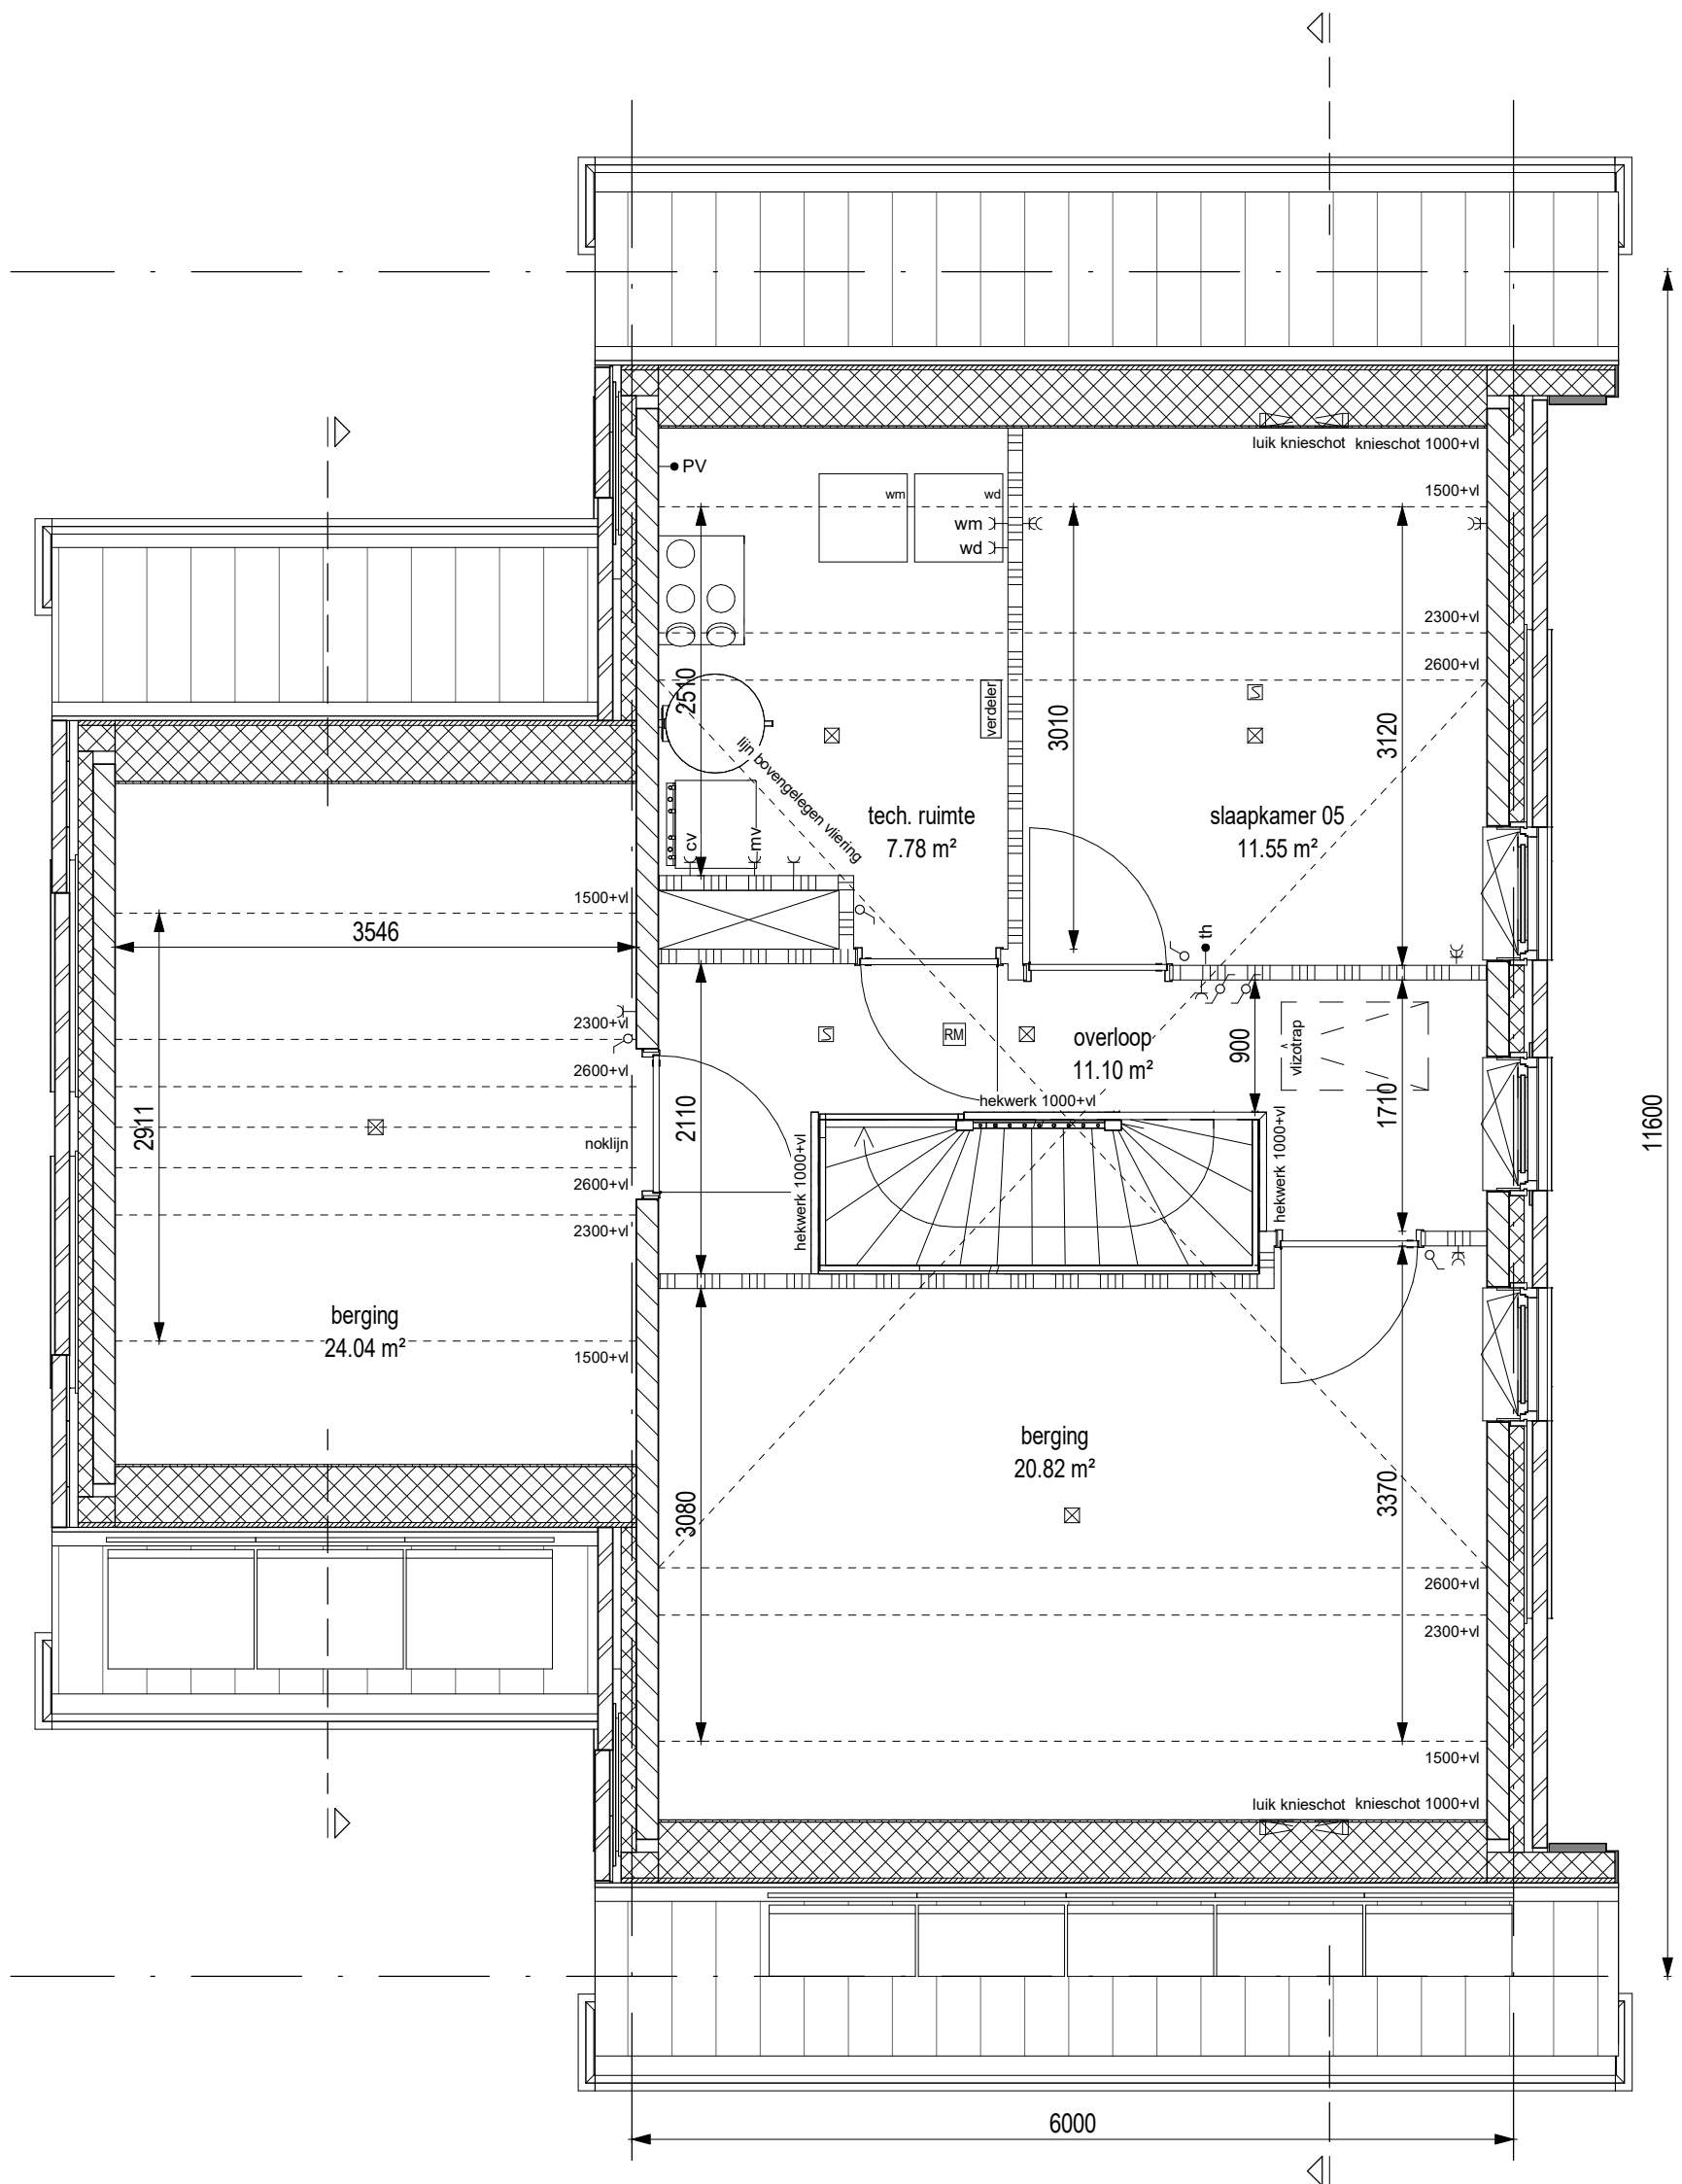 luik knieschot knieschot 1000+vl
PV
1500+vl
wm wd
wm
wd
2300+vl
2600+vl
2510
verdeler
3010
3120
lijn bovengelegen vliering
tech. ruimte
7.78 m²
slaapkamer 05
11.55 m²
cv
mv
1500+vl
3546
th
2300+vl
RM
overloop
11.10 m²
900
vlizotrap
1710
11600
2600+vl
hekwerk 1000+vl
2911
2110
noklijn
hekwerk 1000+vl
hekwerk 1000+vl
2600+vl
2300+vl
berging
24.04 m²
1500+vl
berging
20.82 m²
3080
3370
2600+vl
2300+vl
1500+vl
luik knieschot knieschot 1000+vl
6000